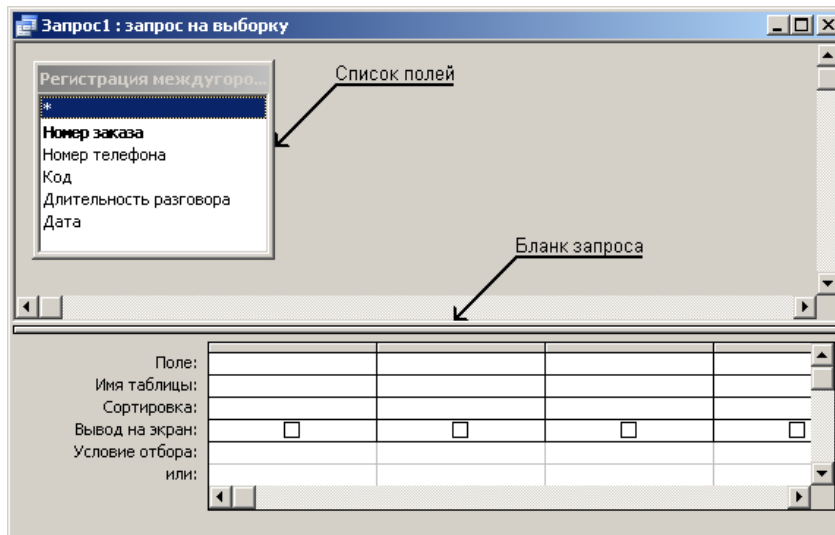 Запрос1 : запрос на выборку
Регистрация междугоро...
Список полей
*
Номер заказа
Номер телефона
Код
Длительность разговора
Дата
Бланк запроса
Поле:
Имя таблицы:
Сортировка:
Вывод на экран:
Условие отбора:
или: